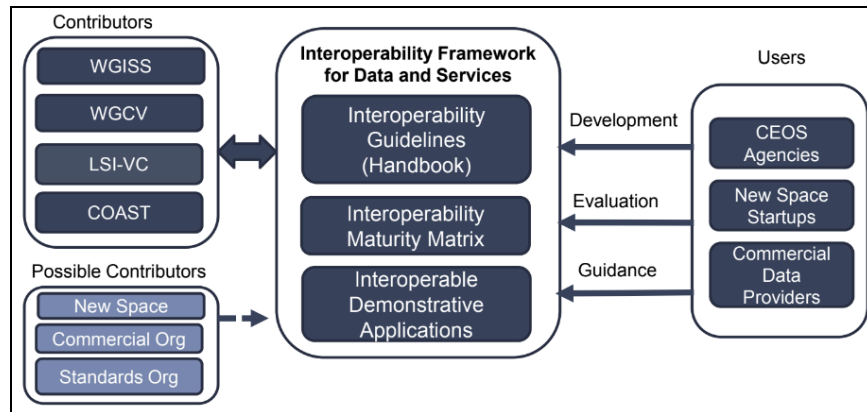 Contributors
WGISS
WGCV
LSI-VC
COAST
Possible Contributors
New Space
Commercial Org
Standards Org
Interoperability Framework
for Data and Services
Interoperability
Guidelines
(Handbook)
Interoperability
Maturity Matrix
Interoperable
Demonstrative
Applications
Development
Evaluation
Guidance
Users
CEOS
Agencies
New Space
Startups
Commercial
Data
Providers